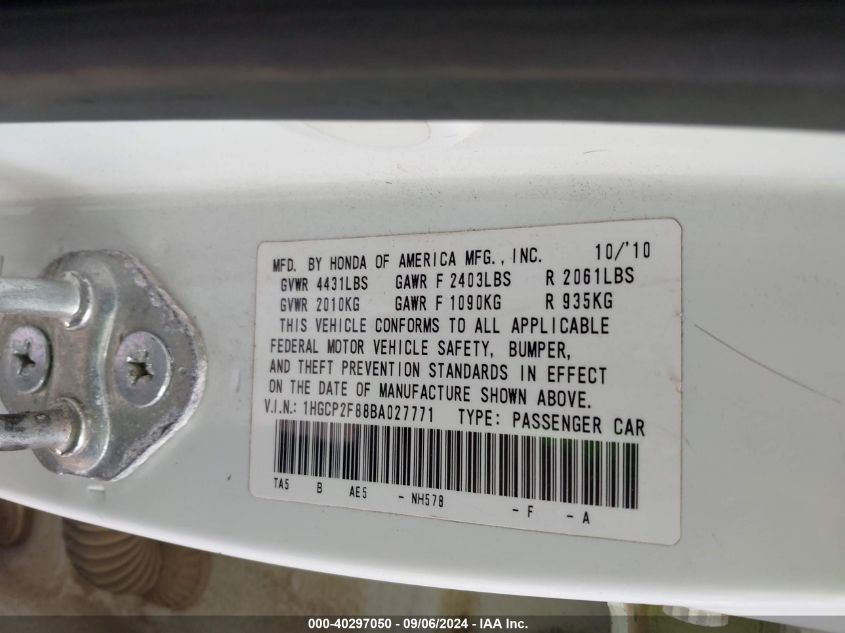 MFD. BY HONDA OF AMERICA MFG., INC. 10/'10
GVWR 4431LBS GAWR F 2403LBS R 2061LBS
GVWR 2010KG GAWR F 1090KG R 935KG
THIS VEHICLE CONFORMS TO ALL APPLICABLE
FEDERAL MOTOR VEHICLE SAFETY, BUMPER,
AND THEFT PREVENTION STANDARDS IN EFFECT
ON THE DATE OF MANUFACTURE SHOWN ABOVE.
V.I.N.: 1HGCP2F88BA027771 TYPE: PASSENGER CAR
TA5 B AE5 - NH578 - F - A
000-40297050 - 09/06/2024 - IAA Inc.